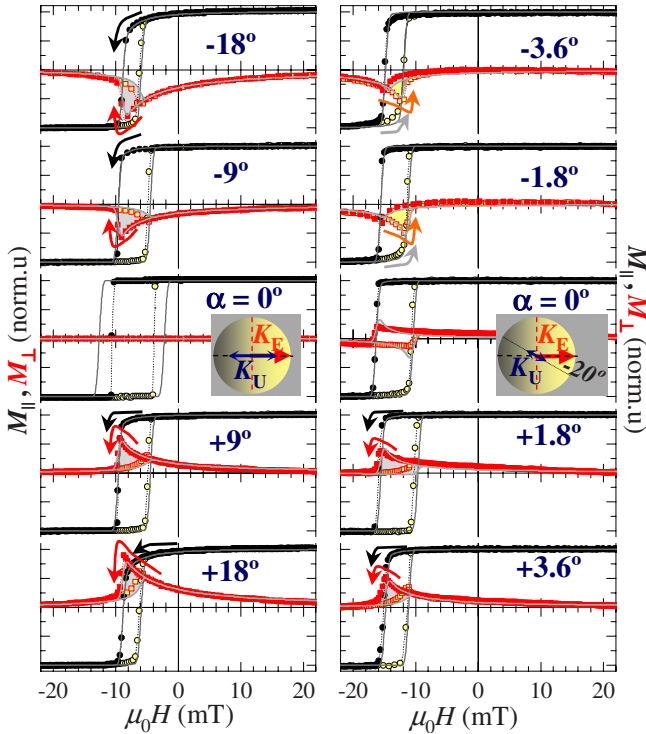 -18º
-3.6º
-9º
-1.8º
α = 0º
K_E
K_U
α = 0º
K_E
K_U
-20º
+9º
+1.8º
+18º
+3.6º
M_∥, M_⊥ (norm.u)
M_∥, M_⊥ (norm.u)
-20 -10 0 10 20
-20 -10 0 10 20
μ₀H (mT)
μ₀H (mT)